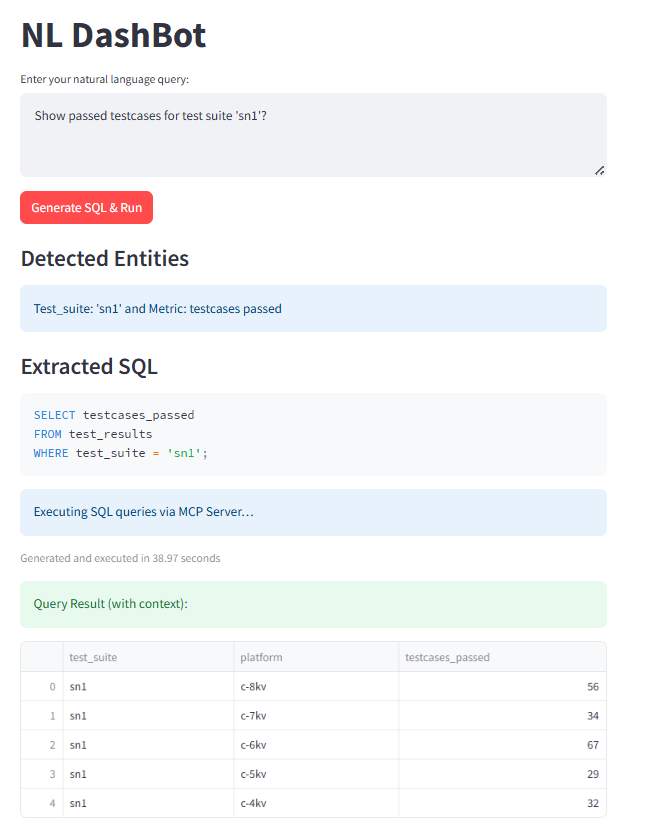 NL DashBot
Enter your natural language query:
Show passed testcases for test suite 'sn1'?
Generate SQL & Run
Detected Entities
Test_suite: 'sn1' and Metric: testcases passed
Extracted SQL
SELECT testcases_passed
FROM test_results
WHERE test_suite = 'sn1';
Executing SQL queries via MCP Server...
Generated and executed in 38.97 seconds
Query Result (with context):
test_suite platform testcases_passed
0 sn1 c-8kv 56
1 sn1 c-7kv 34
2 sn1 c-6kv 67
3 sn1 c-5kv 29
4 sn1 c-4kv 32